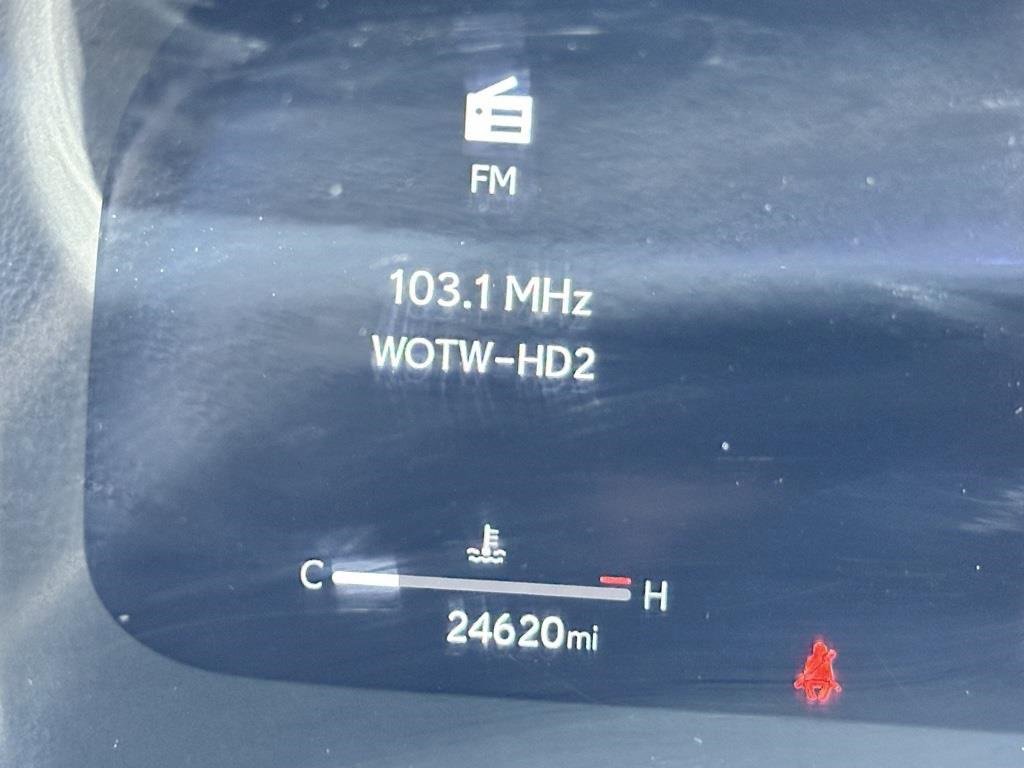 FM
103.1 MHz
WOTW-HD2
C H
24620mi